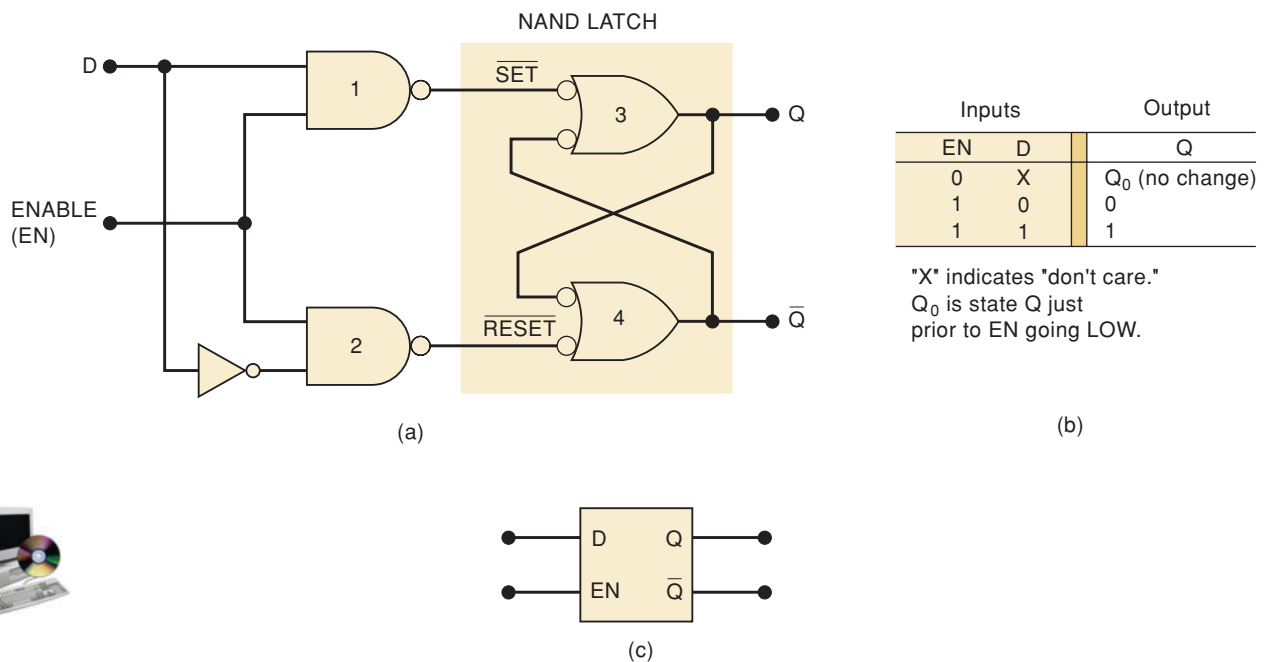 NAND LATCH
D
1
SET
3
Q
ENABLE
(EN)
2
RESET
4
Q
(a)
Inputs Output
EN D Q
0 X Q0 (no change)
1 0 0
1 1 1
"X" indicates "don't care."
Q0 is state Q just
prior to EN going LOW.
(b)
D Q
EN Q
(c)